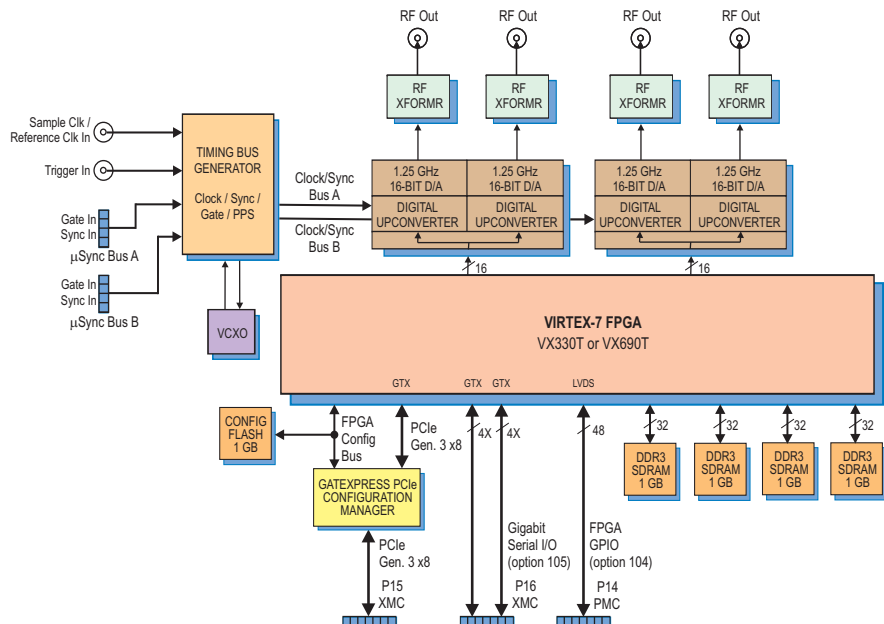 RF Out
RF Out
RF Out
RF Out
RF
XFORMR
RF
XFORMR
RF
XFORMR
RF
XFORMR
Sample Clk /
Reference Clk In
Trigger In
Gate In
Sync In
μSync Bus A
Gate In
Sync In
μSync Bus B
TIMING BUS
GENERATOR
Clock / Sync /
Gate / PPS
VCXO
Clock/Sync
Bus A
Clock/Sync
Bus B
1.25 GHz
16-BIT D/A
1.25 GHz
16-BIT D/A
DIGITAL
UPCONVERTER
DIGITAL
UPCONVERTER
1.25 GHz
16-BIT D/A
1.25 GHz
16-BIT D/A
DIGITAL
UPCONVERTER
DIGITAL
UPCONVERTER
16
16
VIRTEX-7 FPGA
VX330T or VX690T
GTX
GTX
GTX
LVDS
CONFIG
FLASH
1 GB
FPGA
Config
Bus
PCIe
Gen. 3 x8
4X
4X
48
32
32
32
32
DDR3
SDRAM
1 GB
DDR3
SDRAM
1 GB
DDR3
SDRAM
1 GB
DDR3
SDRAM
1 GB
GATEXPRESS PCIe
CONFIGURATION
MANAGER
PCIe
Gen. 3 x8
Gigabit
Serial I/O
(option 105)
FPGA
GPIO
(option 104)
P15
XMC
P16
XMC
P14
PMC